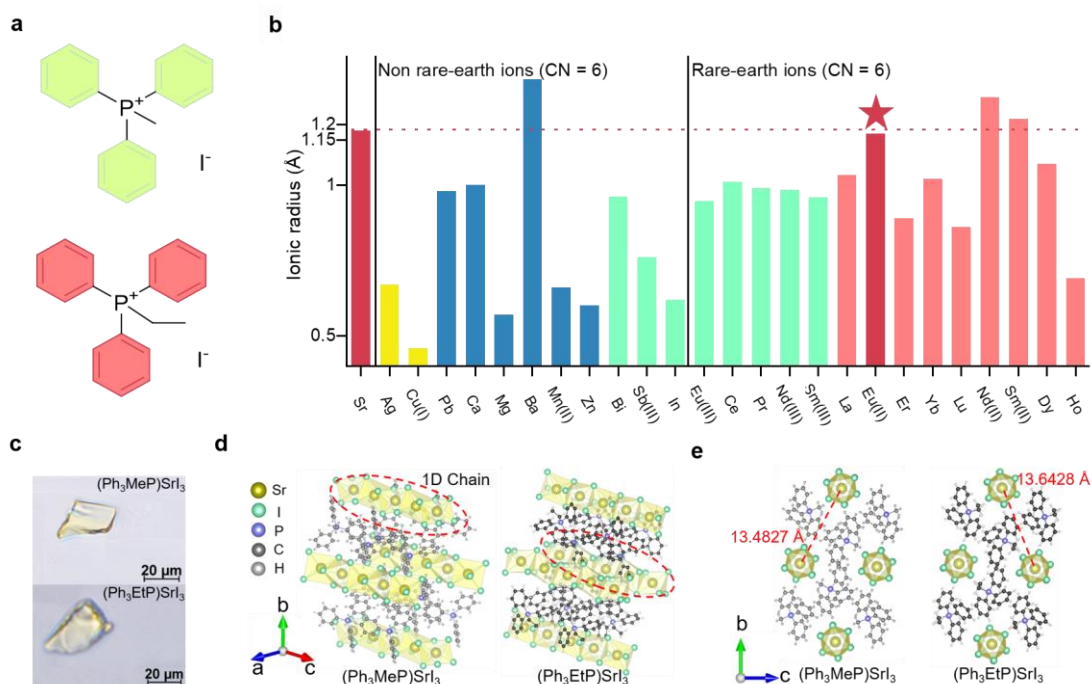 a
P+
I-
P+
I-
b
Non rare-earth ions (CN = 6)
Rare-earth ions (CN = 6)
Ionic radius (Å)
1.2
1.15
1
0.5
Sr
Ag
Cu(I)
Pb
Ca
Mg
Ba
Mn(II)
Zn
Bi
Sb(III)
In
Eu(III)
Ce
Pr
Nd(III)
Sm(III)
La
Eu(II)
Er
Yb
Lu
Nd(II)
Sm(II)
Dy
Ho
c
(Ph₃MeP)SrI₃
20 µm
(Ph₃EtP)SrI₃
20 µm
d
Sr
I
P
C
H
1D Chain
b
a
c
(Ph₃MeP)SrI₃
(Ph₃EtP)SrI₃
e
13.4827 Å
13.6428 Å
b
c
(Ph₃MeP)SrI₃
(Ph₃EtP)SrI₃